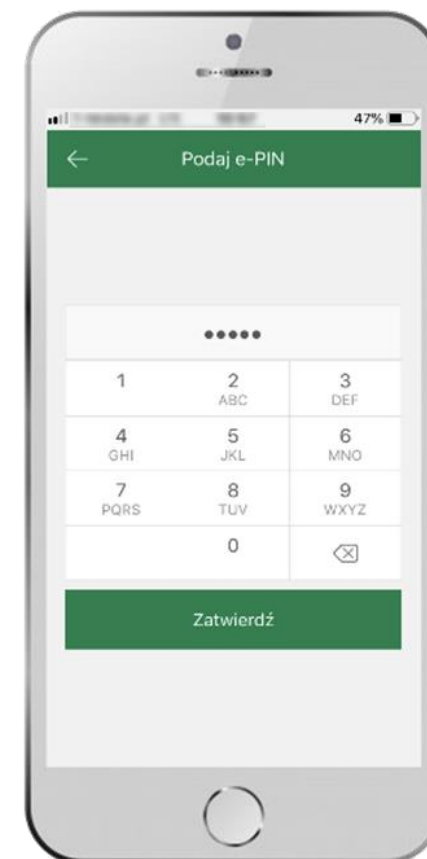 47%
Podaj e-PIN
•••••
1 2 3
ABC DEF
4 5 6
GHI JKL MNO
7 8 9
PQRS TUV WXYZ
0
Zatwierdź